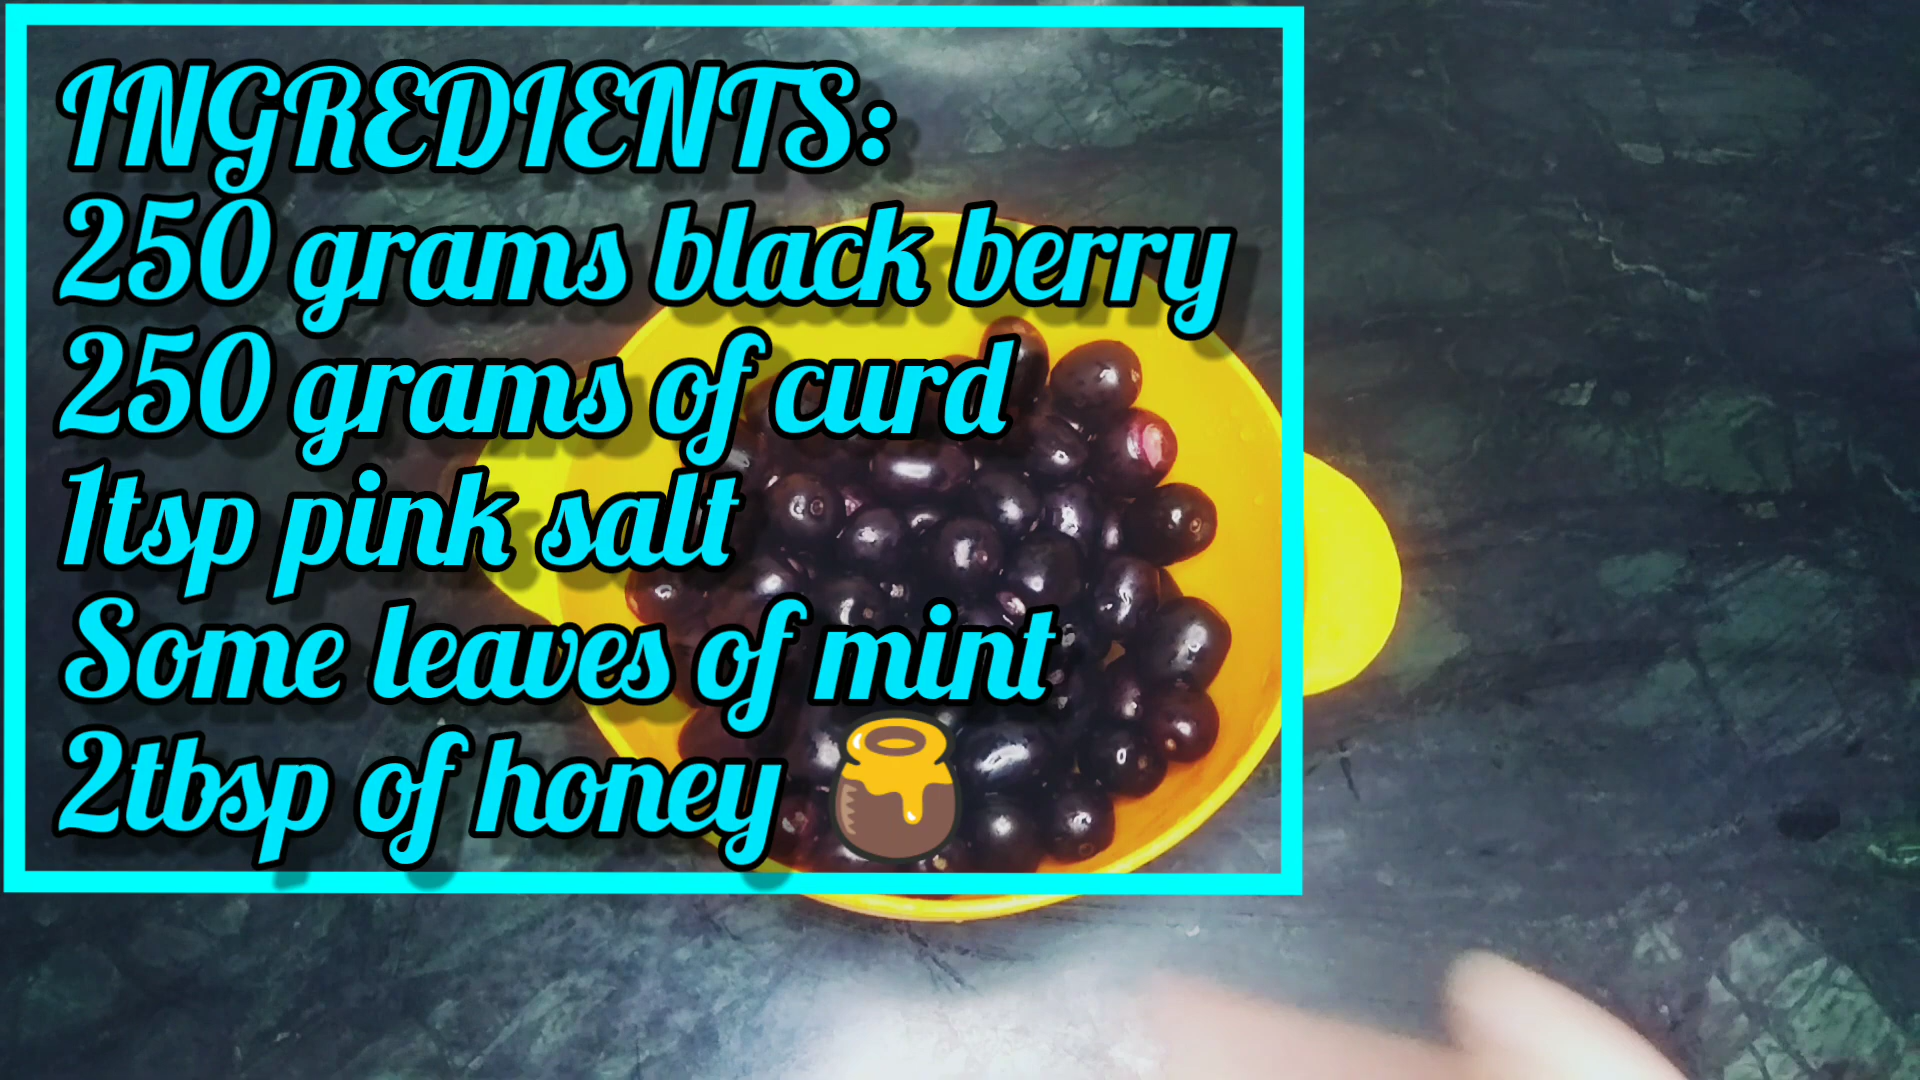 INGREDIENTS:
250 grams black berry
250 grams of curd
1tsp pink salt
Some leaves of mint
2tbsp of honey 🍯